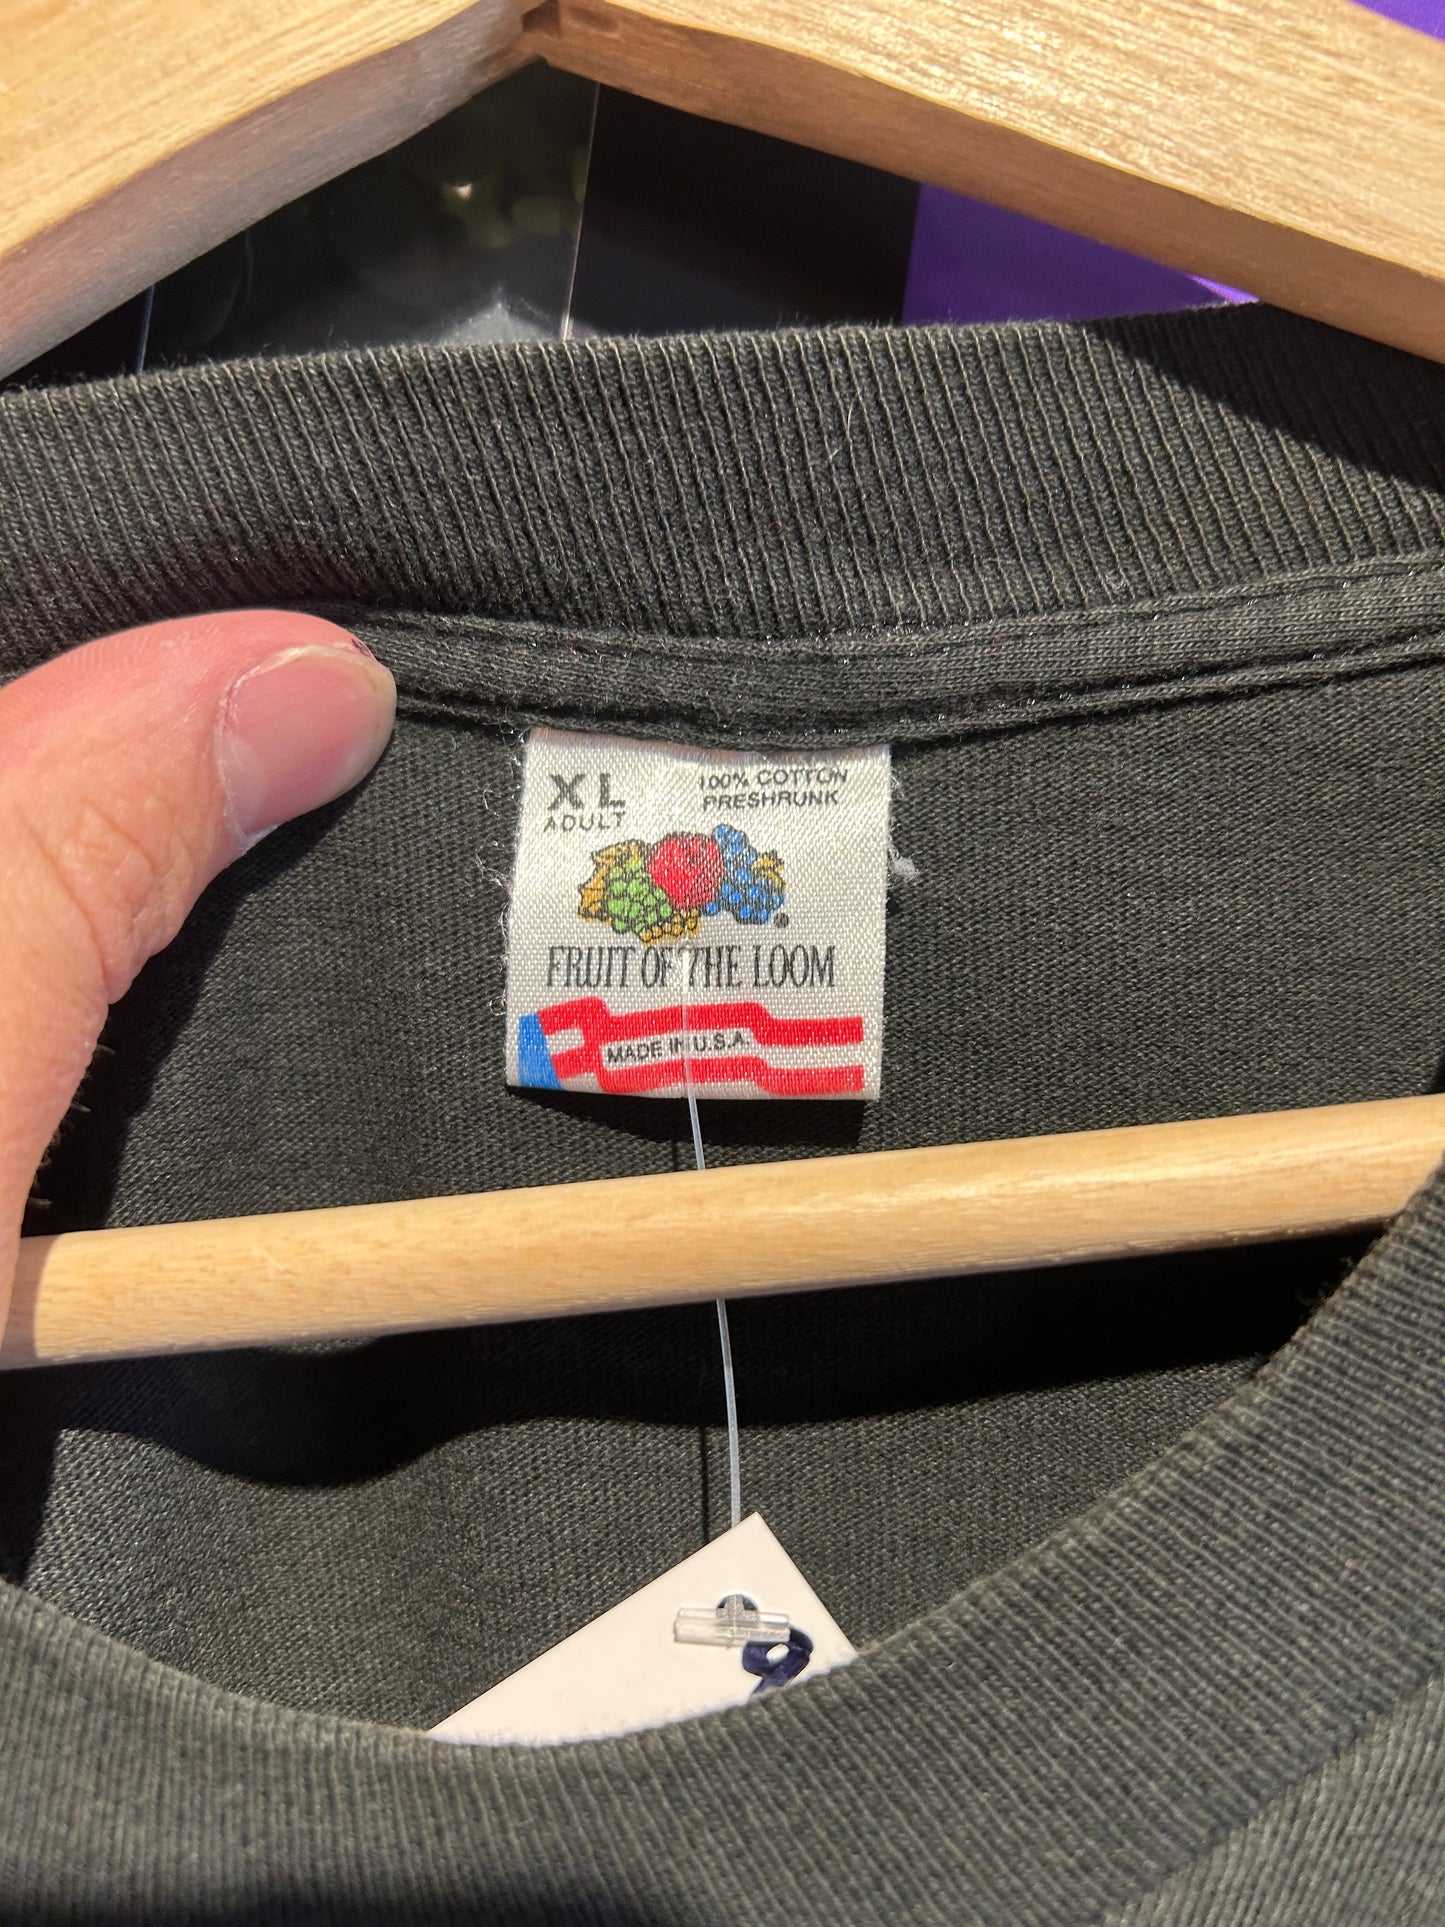 XL
ADULT
100% COTTON
PRESHRUNK
®
FRUIT OF THE LOOM
MADE IN U.S.A.